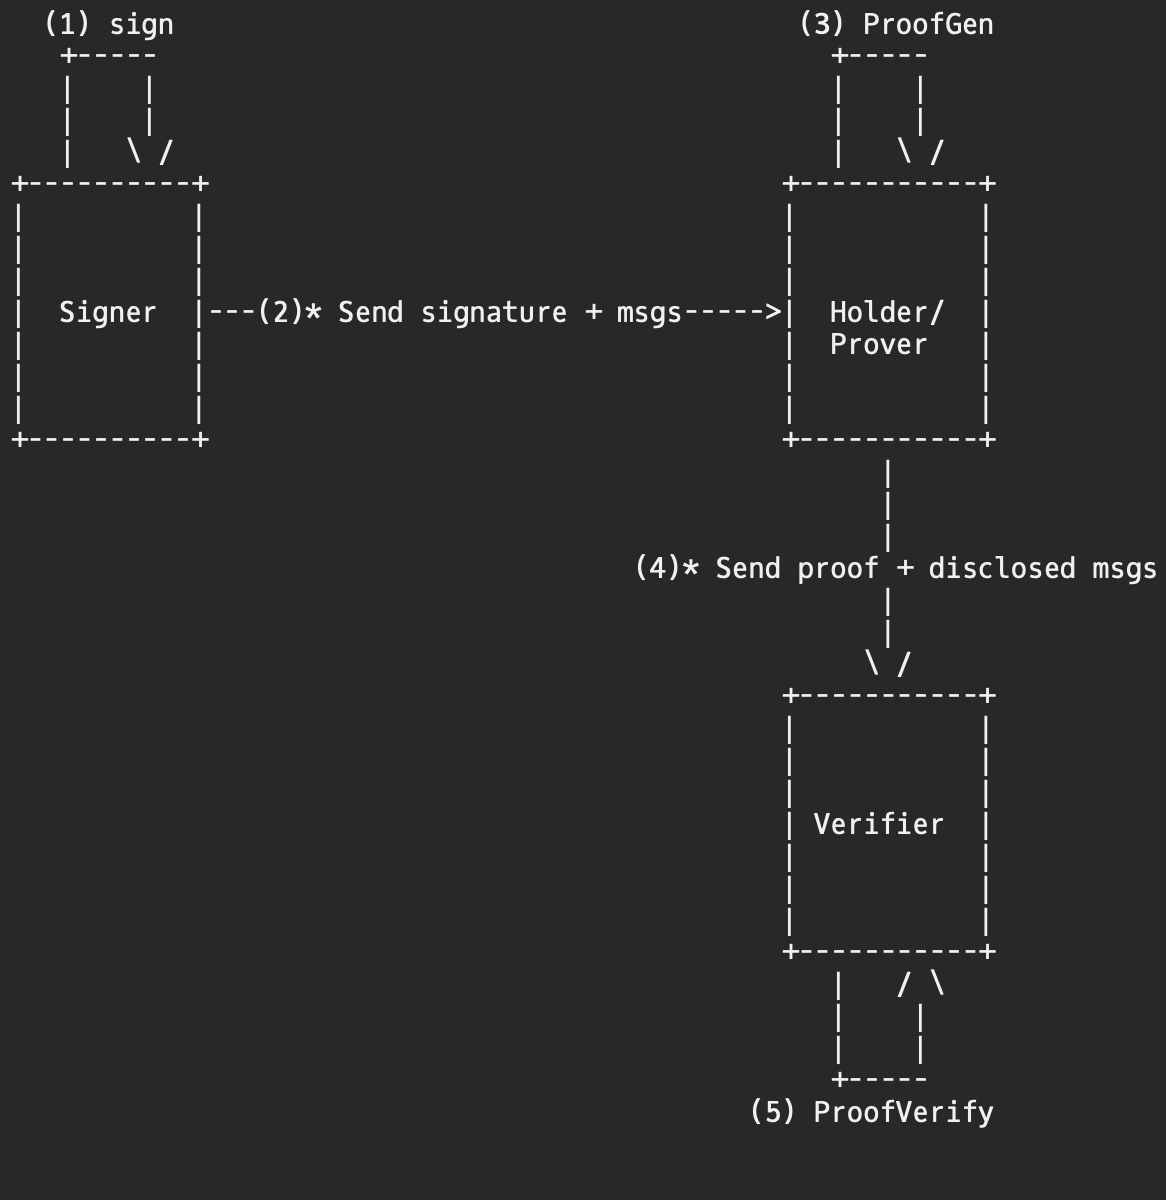 (1) sign
(3) ProofGen
Signer
(2)* Send signature + msgs
Holder/
Prover
(4)* Send proof + disclosed msgs
Verifier
(5) ProofVerify